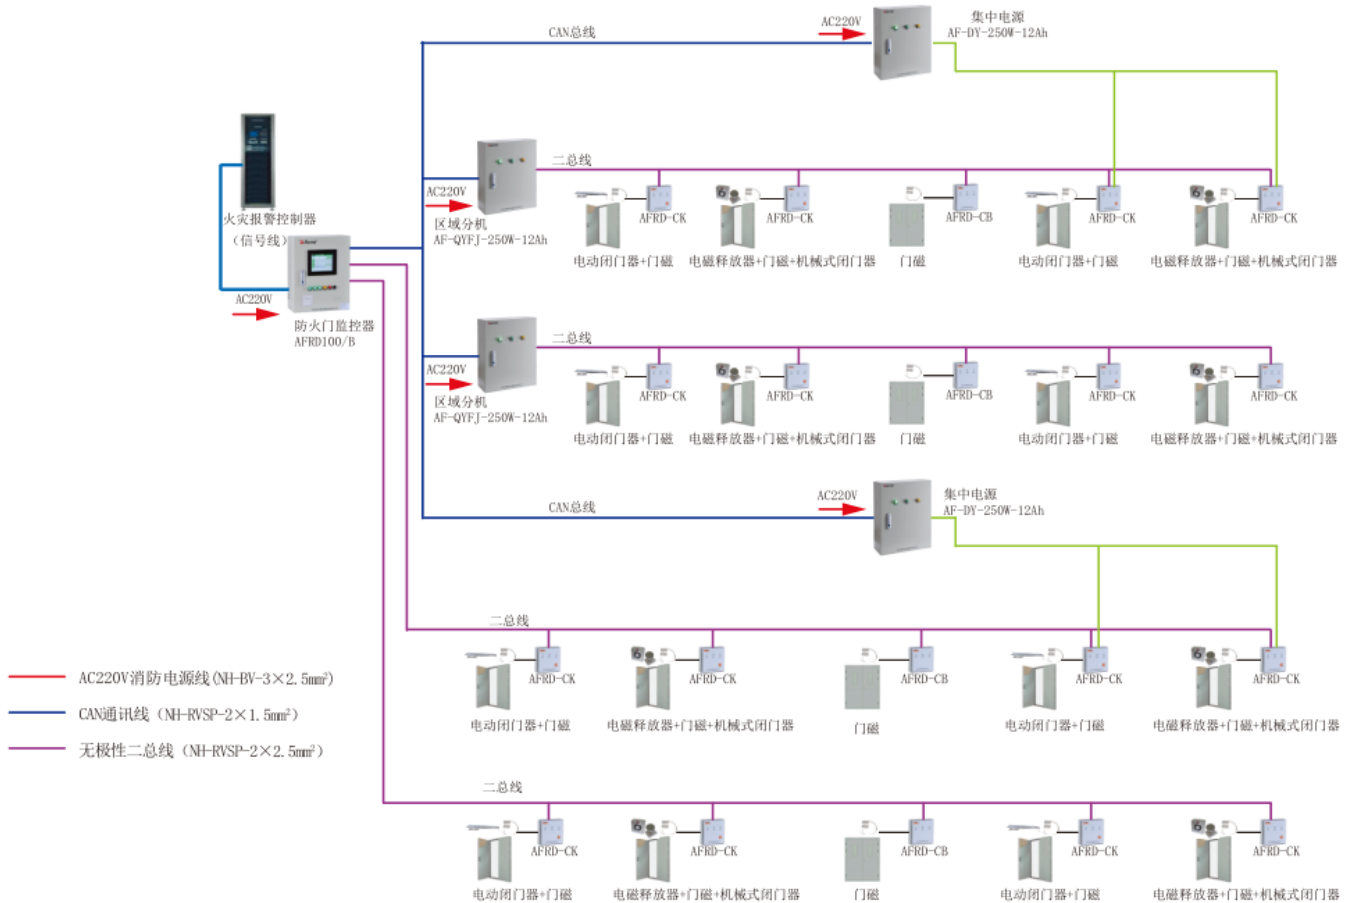 AC220V
集中电源
AF-DY-250W-12Ah
CAN总线
二总线
AC220V
区域分机
AF-QYFJ-250W-12Ah
AFRD-CK
AFRD-CK
AFRD-CB
AFRD-CK
AFRD-CK
电动闭门器+门磁
电磁释放器+门磁+机械式闭门器
门磁
电动闭门器+门磁
电磁释放器+门磁+机械式闭门器
火灾报警控制器
（信号线）
AC220V
防火门监控器
AFRD100/B
二总线
AC220V
区域分机
AF-QYFJ-250W-12Ah
AFRD-CK
AFRD-CK
AFRD-CB
AFRD-CK
AFRD-CK
电动闭门器+门磁
电磁释放器+门磁+机械式闭门器
门磁
电动闭门器+门磁
电磁释放器+门磁+机械式闭门器
CAN总线
AC220V
集中电源
AF-DY-250W-12Ah
二总线
AFRD-CK
AFRD-CK
AFRD-CB
AFRD-CK
AFRD-CK
电动闭门器+门磁
电磁释放器+门磁+机械式闭门器
门磁
电动闭门器+门磁
电磁释放器+门磁+机械式闭门器
AC220V消防电源线(NH-BV-3×2.5mm²)
CAN通讯线（NH-RVSP-2×1.5mm²）
无极性二总线（NH-RVSP-2×2.5mm²）
二总线
AFRD-CK
AFRD-CK
AFRD-CB
AFRD-CK
AFRD-CK
电动闭门器+门磁
电磁释放器+门磁+机械式闭门器
门磁
电动闭门器+门磁
电磁释放器+门磁+机械式闭门器